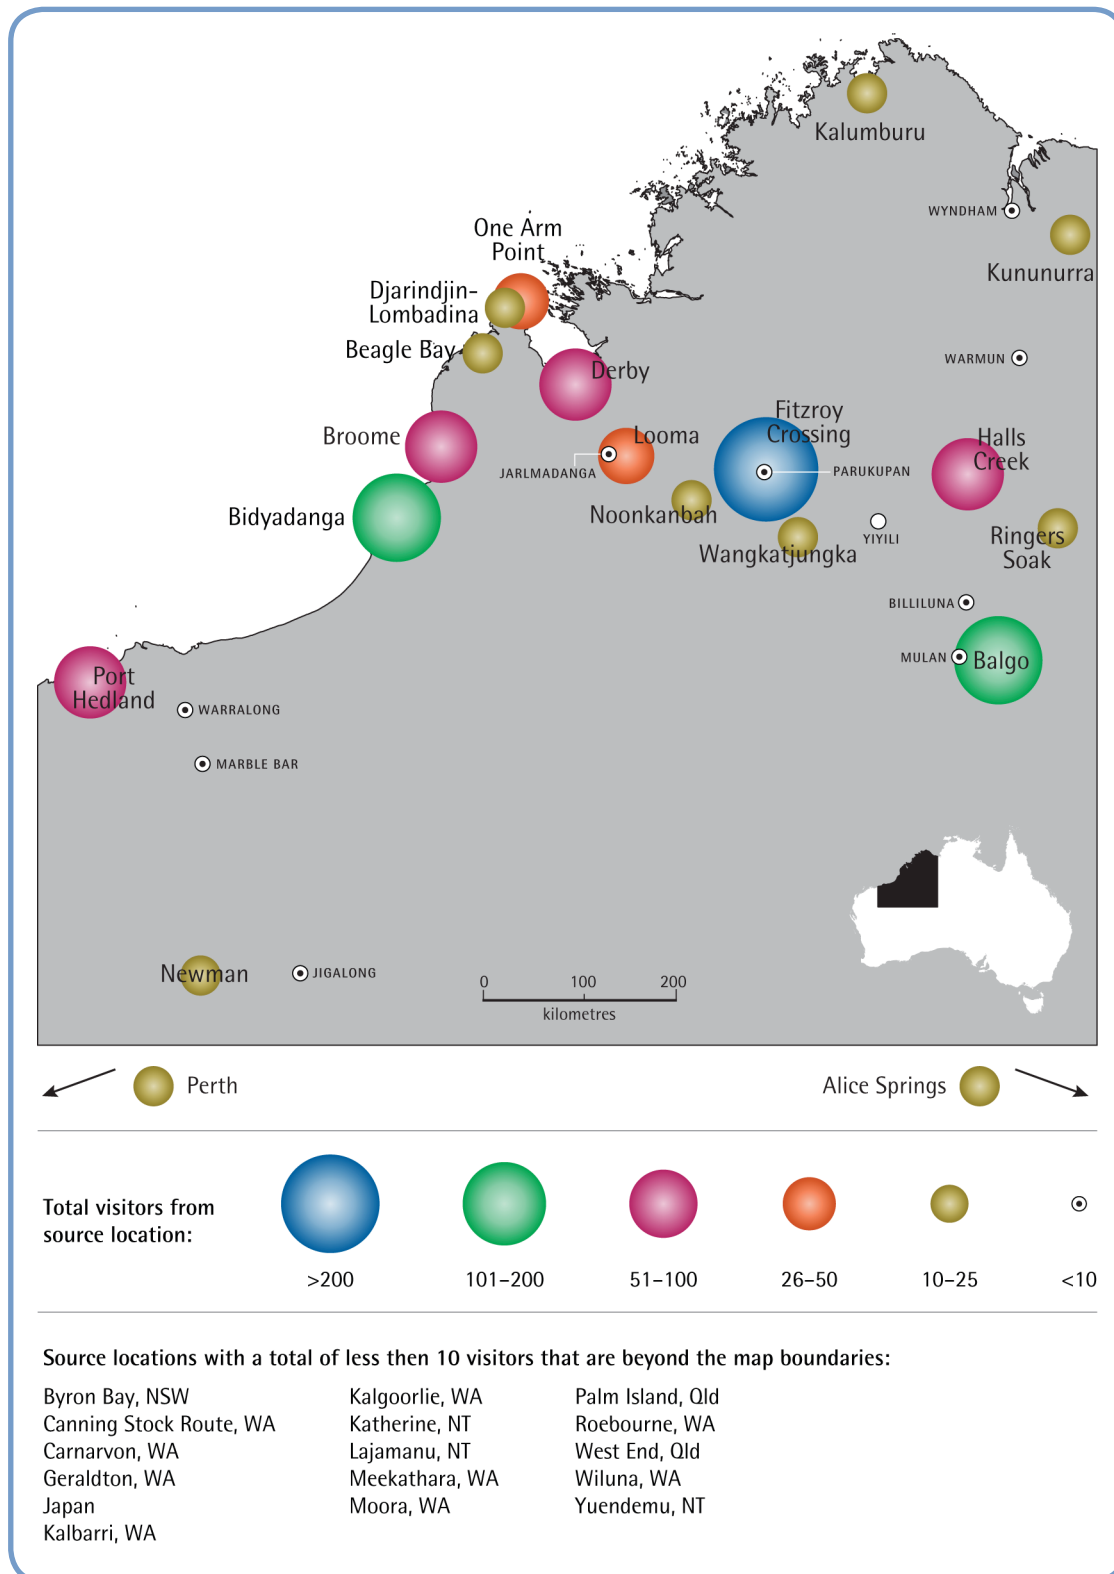 Kalumburu
WYNDHAM
Kununurra
One Arm
Point
Djarindjin-
Lombadina
Beagle Bay
WARMUN
Derby
Broome
Looma
Fitzroy
Crossing
Halls
Creek
JARLMADANGA
PARUKUPAN
Bidyadanga
Noonkanbah
YIYILI
Ringers
Soak
Wangkatjungka
BILLILUNA
MULAN
Balgo
Port
Hedland
WARRALONG
MARBLE BAR
Newman
JIGALONG
0 100 200
kilometres
Perth
Alice Springs
Total visitors from
source location:
>200 101–200 51–100 26–50 10–25 <10
Source locations with a total of less then 10 visitors that are beyond the map boundaries:
Byron Bay, NSW
Canning Stock Route, WA
Carnarvon, WA
Geraldton, WA
Japan
Kalbarri, WA
Kalgoorlie, WA
Katherine, NT
Lajamanu, NT
Meekathara, WA
Moora, WA
Palm Island, Qld
Roebourne, WA
West End, Qld
Wiluna, WA
Yuendemu, NT